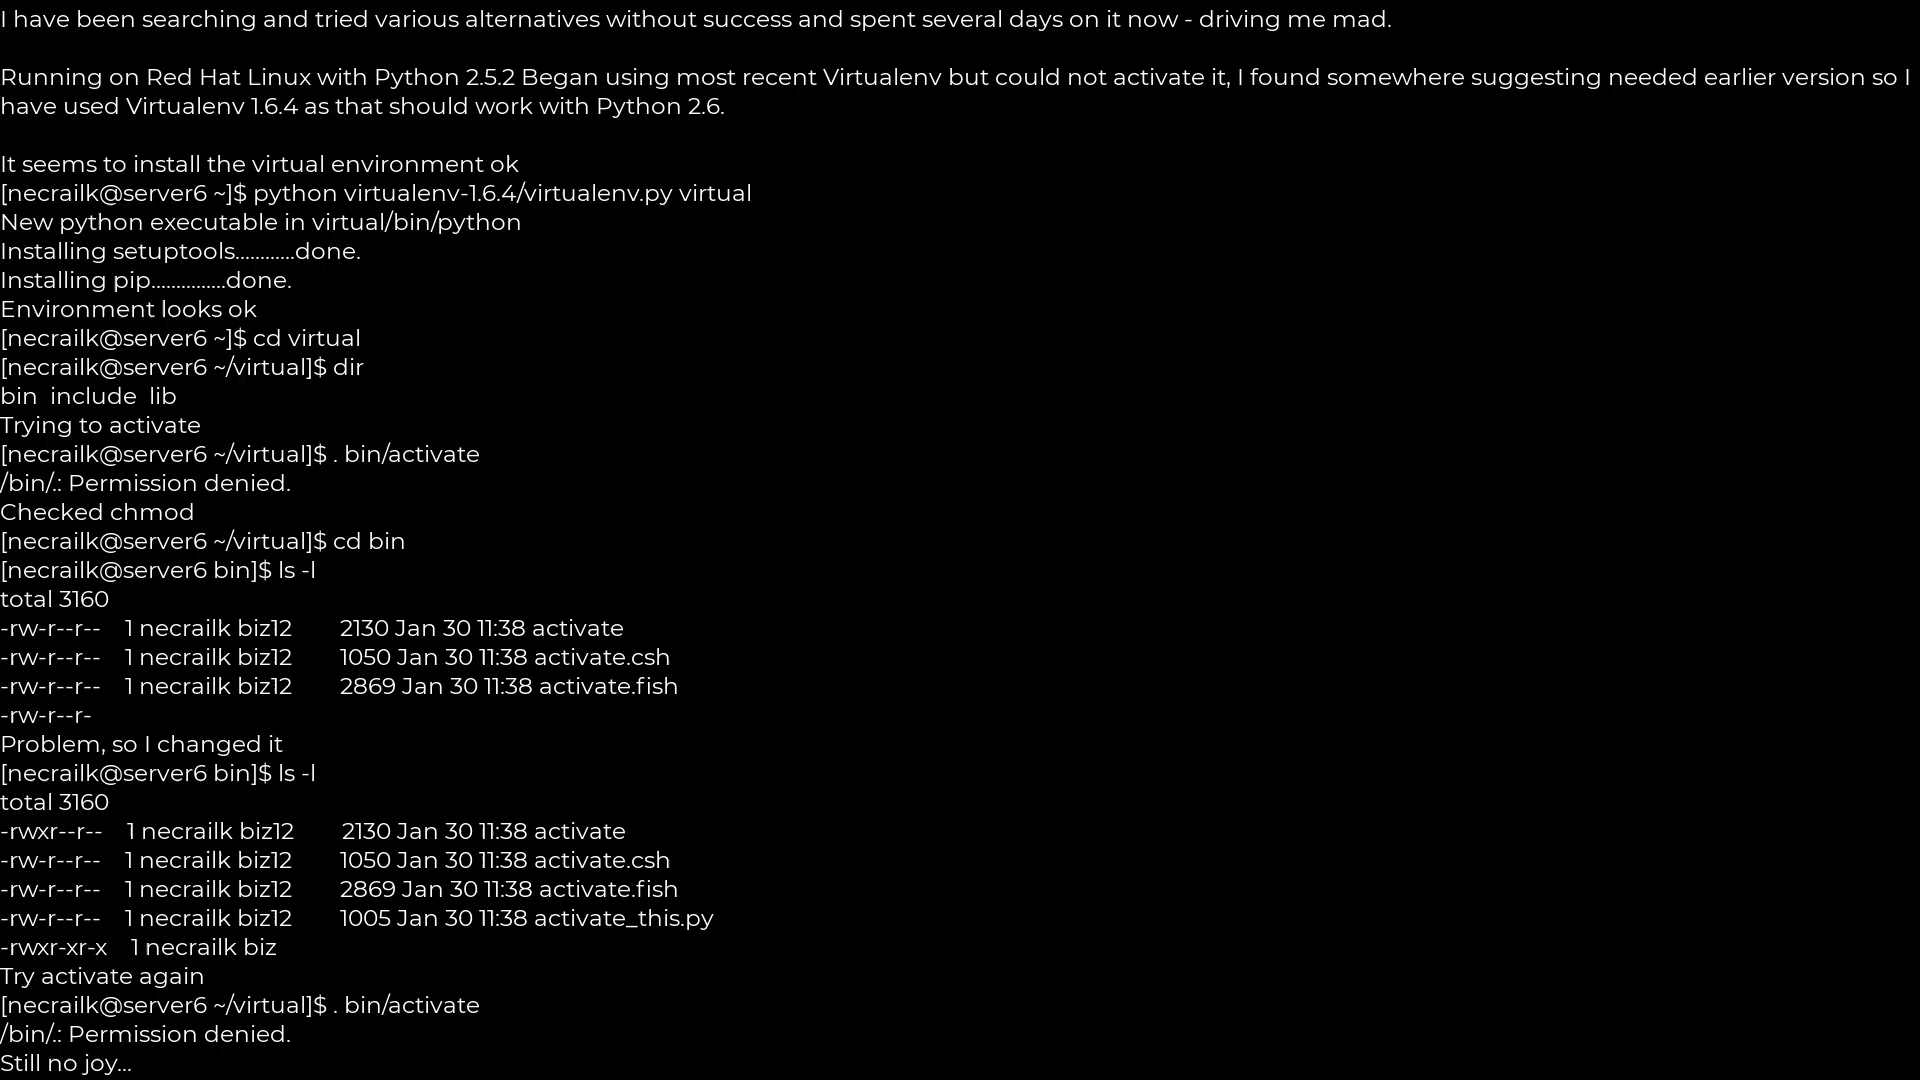 I have been searching and tried various alternatives without success and spent several days on it now - driving me mad.
Running on Red Hat Linux with Python 2.5.2 Began using most recent Virtualenv but could not activate it, I found somewhere suggesting needed earlier version so I
have used Virtualenv 1.6.4 as that should work with Python 2.6.
It seems to install the virtual environment ok
[necrailk@server6 ~]$ python virtualenv-1.6.4/virtualenv.py virtual
New python executable in virtual/bin/python
Installing setuptools............done.
Installing pip...............done.
Environment looks ok
[necrailk@server6 ~]$ cd virtual
[necrailk@server6 ~/virtual]$ dir
bin  include  lib
Trying to activate
[necrailk@server6 ~/virtual]$ . bin/activate
/bin/.: Permission denied.
Checked chmod
[necrailk@server6 ~/virtual]$ cd bin
[necrailk@server6 bin]$ ls -l
total 3160
-rw-r--r--    1 necrailk biz12        2130 Jan 30 11:38 activate
-rw-r--r--    1 necrailk biz12        1050 Jan 30 11:38 activate.csh
-rw-r--r--    1 necrailk biz12        2869 Jan 30 11:38 activate.fish
-rw-r--r-
Problem, so I changed it
[necrailk@server6 bin]$ ls -l
total 3160
-rwxr--r--    1 necrailk biz12        2130 Jan 30 11:38 activate
-rw-r--r--    1 necrailk biz12        1050 Jan 30 11:38 activate.csh
-rw-r--r--    1 necrailk biz12        2869 Jan 30 11:38 activate.fish
-rw-r--r--    1 necrailk biz12        1005 Jan 30 11:38 activate_this.py
-rwxr-xr-x    1 necrailk biz
Try activate again
[necrailk@server6 ~/virtual]$ . bin/activate
/bin/.: Permission denied.
Still no joy...